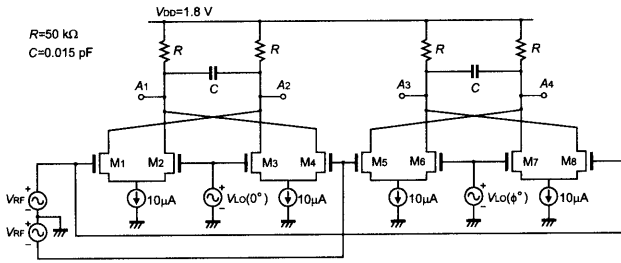 VDD=1.8 V
R=50 kΩ
C=0.015 pF
R
R
R
R
C
C
A1
A2
A3
A4
M1
M2
M3
M4
M5
M6
M7
M8
VRF
+
−
VRF
+
−
10μA
+
−
VLO(0°)
10μA
10μA
+
−
VLO(ϕ°)
10μA